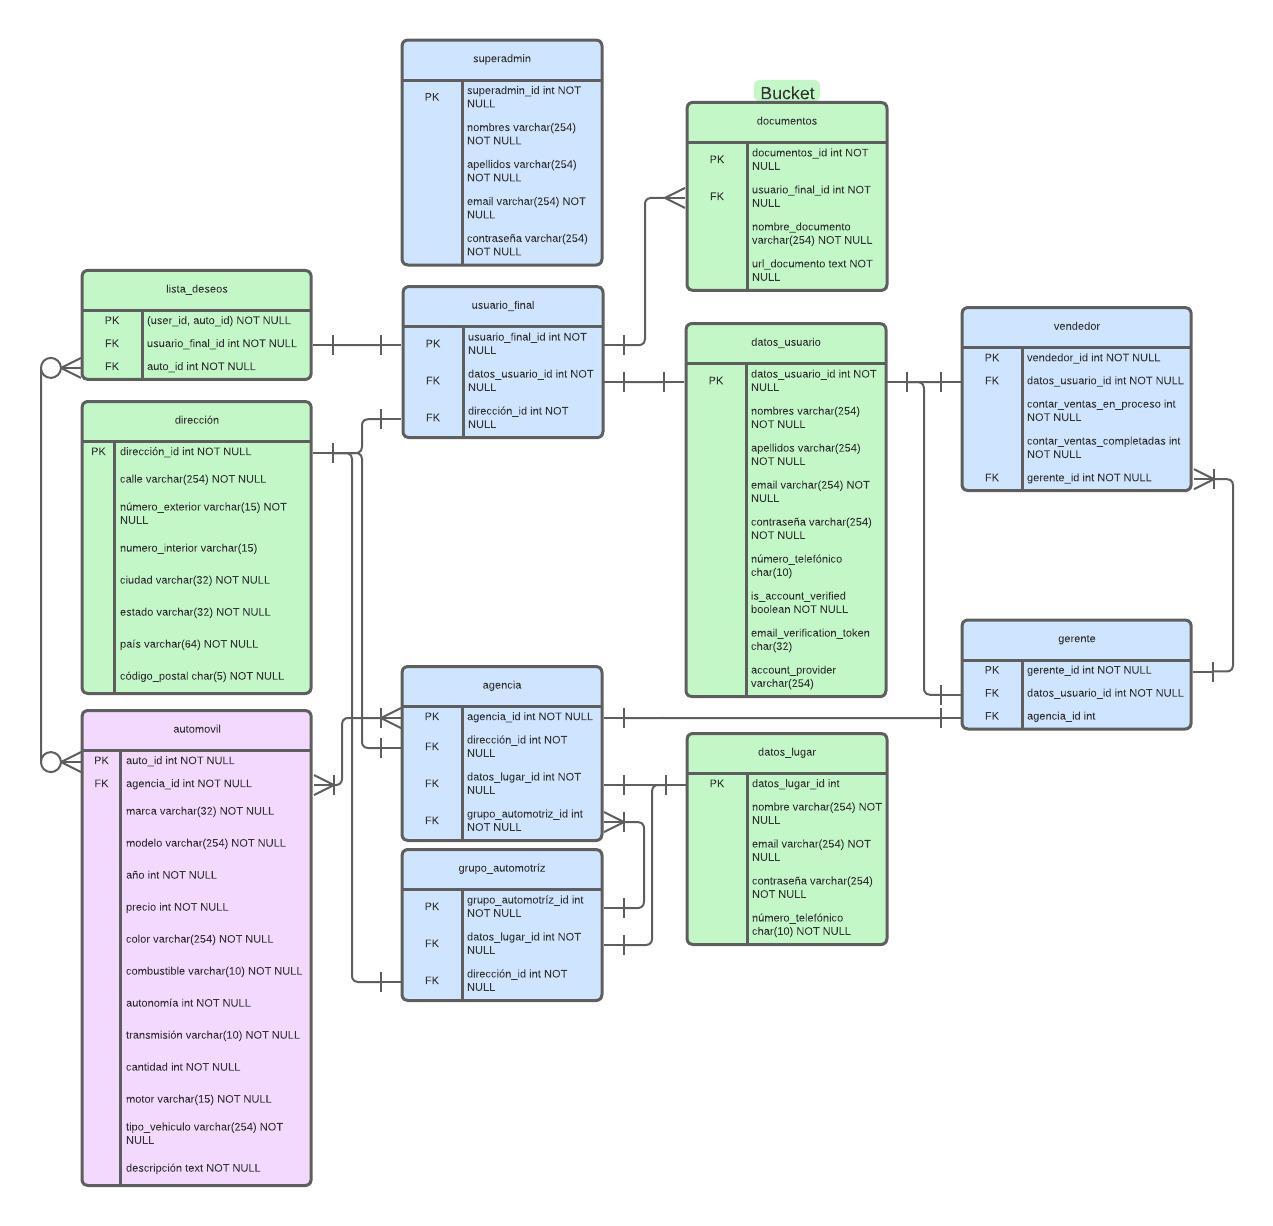 superadmin
PK
superadmin_id int NOT
NULL
nombres varchar(254)
NOT NULL
apellidos varchar(254)
NOT NULL
email varchar(254) NOT
NULL
contraseña varchar(254)
NOT NULL
Bucket
documentos
PK
documentos_id int NOT
NULL
FK
usuario_final_id int NOT
NULL
nombre_documento
varchar(254) NOT NULL
url_documento text NOT
NULL
lista_deseos
PK (user_id, auto_id) NOT NULL
FK usuario_final_id int NOT NULL
FK auto_id int NOT NULL
usuario_final
PK
usuario_final_id int NOT
NULL
FK
datos_usuario_id int NOT
NULL
FK
dirección_id int NOT
NULL
datos_usuario
PK
datos_usuario_id int NOT
NULL
nombres varchar(254)
NOT NULL
apellidos varchar(254)
NOT NULL
email varchar(254) NOT
NULL
contraseña varchar(254)
NOT NULL
número_telefónico
char(10)
is_account_verified
boolean NOT NULL
email_verification_token
char(32)
account_provider
varchar(254)
vendedor
PK vendedor_id int NOT NULL
FK datos_usuario_id int NOT NULL
contar_ventas_en_proceso int
NOT NULL
contar_ventas_completadas int
NOT NULL
FK gerente_id int NOT NULL
dirección
PK dirección_id int NOT NULL
calle varchar(254) NOT NULL
número_exterior varchar(15) NOT
NULL
numero_interior varchar(15)
ciudad varchar(32) NOT NULL
estado varchar(32) NOT NULL
país varchar(64) NOT NULL
código_postal char(5) NOT NULL
gerente
PK gerente_id int NOT NULL
FK datos_usuario_id int NOT NULL
FK agencia_id int
agencia
PK agencia_id int NOT NULL
FK
dirección_id int NOT
NULL
FK
datos_lugar_id int NOT
NULL
FK
grupo_automotriz_id int
NOT NULL
automovil
PK auto_id int NOT NULL
FK agencia_id int NOT NULL
marca varchar(32) NOT NULL
modelo varchar(254) NOT NULL
año int NOT NULL
precio int NOT NULL
color varchar(254) NOT NULL
combustible varchar(10) NOT NULL
autonomía int NOT NULL
transmisión varchar(10) NOT NULL
cantidad int NOT NULL
motor varchar(15) NOT NULL
tipo_vehiculo varchar(254) NOT
NULL
descripción text NOT NULL
datos_lugar
PK datos_lugar_id int
nombre varchar(254) NOT
NULL
email varchar(254) NOT
NULL
contraseña varchar(254)
NOT NULL
número_telefónico
char(10) NOT NULL
grupo_automotríz
PK
grupo_automotríz_id int
NOT NULL
FK
datos_lugar_id int NOT
NULL
FK
dirección_id int NOT
NULL